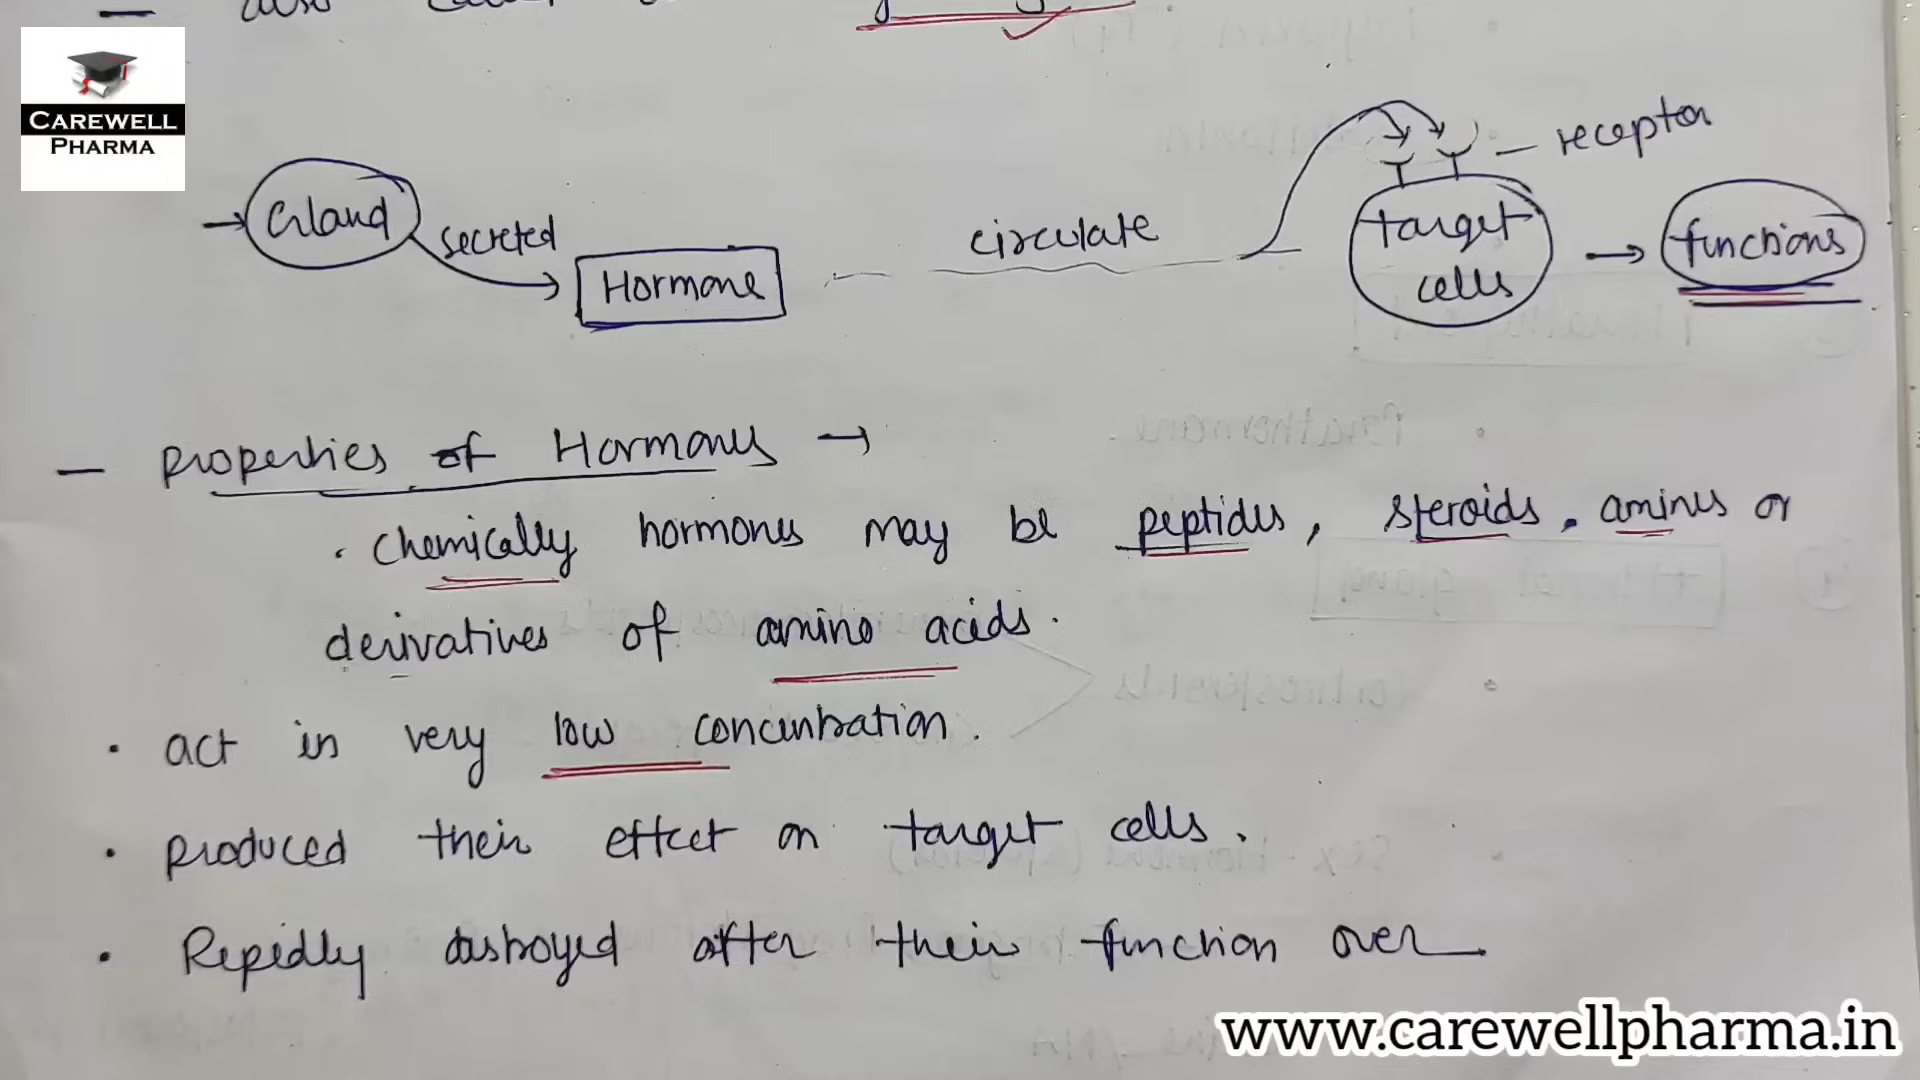 also
CAREWELL
PHARMA
→ Gland secreted Hormone circulate target cells – receptor → functions
– Properties of Hormones →
. Chemically hormones may be peptides, steroids, amines or
derivatives of amino acids.
. act in very low concentration.
. produced their effect on target cells.
. Repidly destroyed after their function over
www.carewellpharma.in